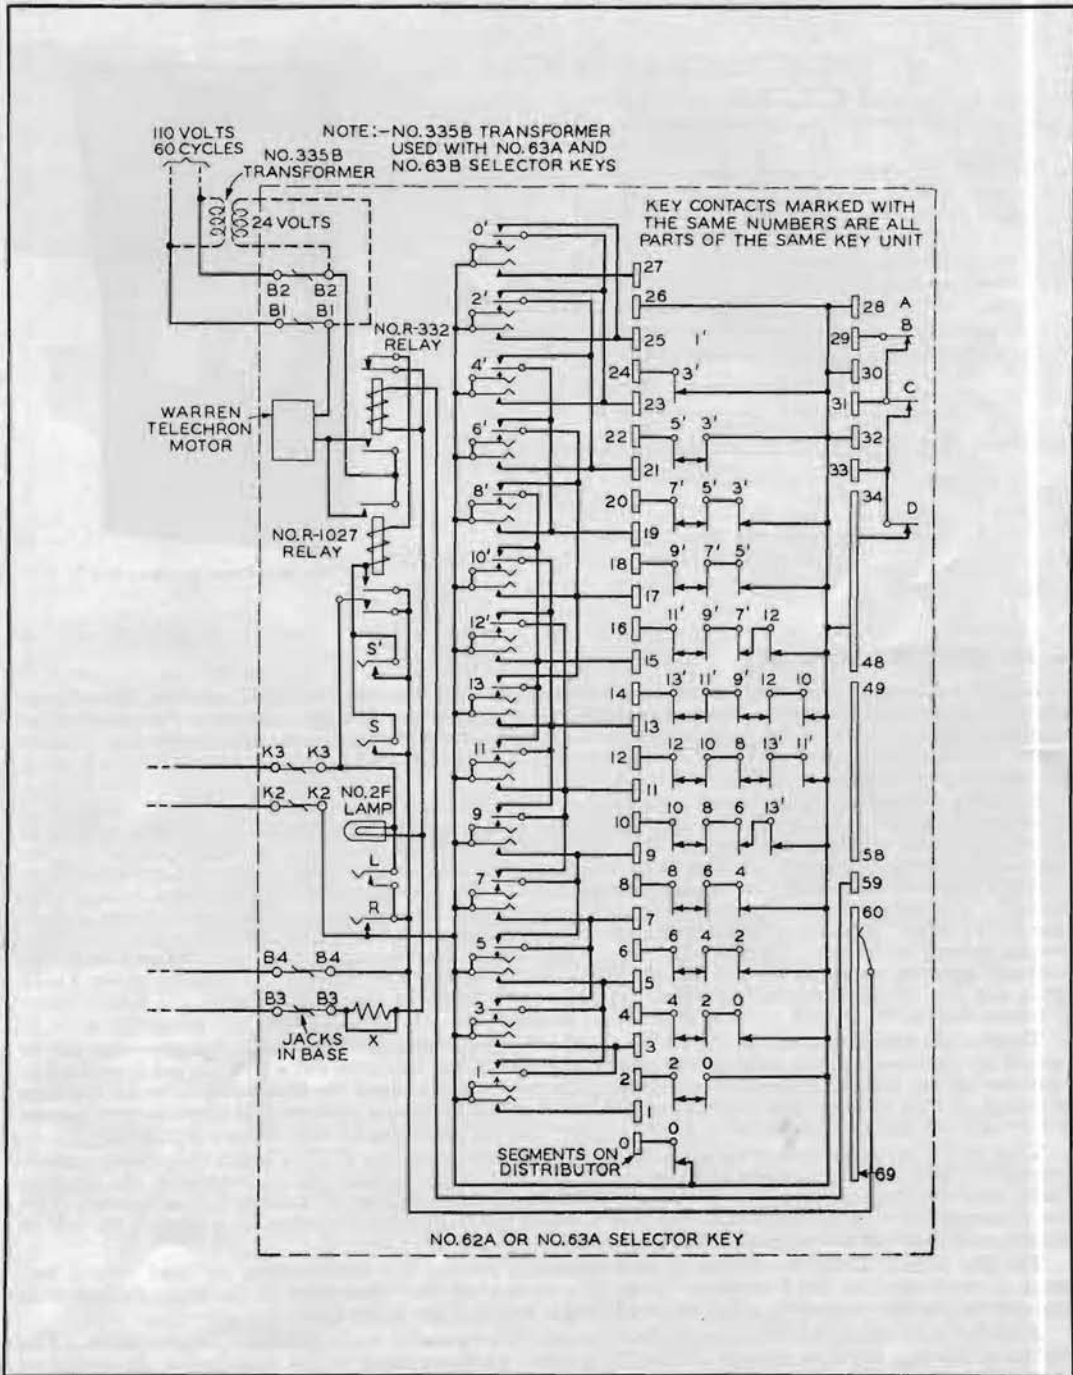 110 VOLTS
60 CYCLES
NO.335B
TRANSFORMER
NOTE:-NO.335B TRANSFORMER
USED WITH NO.63A AND
NO.63B SELECTOR KEYS
24 VOLTS
KEY CONTACTS MARKED WITH
THE SAME NUMBERS ARE ALL
PARTS OF THE SAME KEY UNIT
B2 B2
B1 B1
NO.R-332
RELAY
WARREN
TELECHRON
MOTOR
NO.R-1027
RELAY
S'
S
K3 K3
K2 K2
NO.2F
LAMP
L
R
B4 B4
B3 B3
X
JACKS
IN BASE
0'
2'
4'
6'
8'
10'
12'
13
11
9
7
5
3
1
27
26
25 1'
24 3'
23
22 5' 3'
21
20 7' 5' 3'
19
18 9' 7' 5'
17
16 11' 9' 7' 12
15
14 13' 11' 9' 12 10
13
12 12 10 8 13' 11'
11
10 10 8 6 13'
9
8 8 6 4
7
6 6 4 2
5
4 4 2 0
3
2 2 0
1
0 0
SEGMENTS ON
DISTRIBUTOR
28 A
29 B
30
31 C
32
33
34 D
48
49
58
59
60
69
NO.62A OR NO.63A SELECTOR KEY